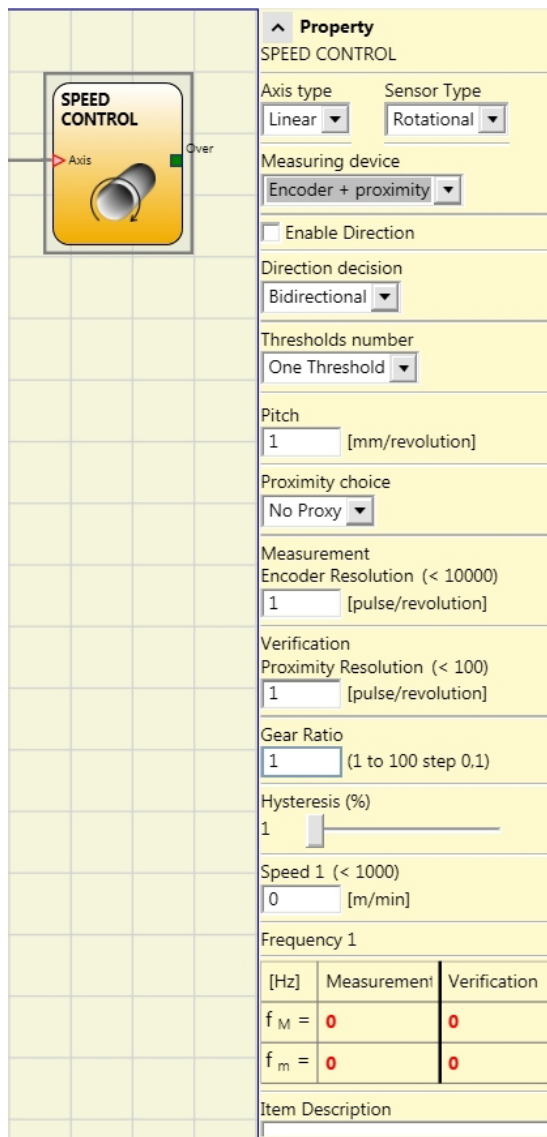 SPEED
CONTROL
Axis
Over
Property
SPEED CONTROL
Axis type Sensor Type
Linear Rotational
Measuring device
Encoder + proximity
Enable Direction
Direction decision
Bidirectional
Thresholds number
One Threshold
Pitch
1 [mm/revolution]
Proximity choice
No Proxy
Measurement
Encoder Resolution (< 10000)
1 [pulse/revolution]
Verification
Proximity Resolution (< 100)
1 [pulse/revolution]
Gear Ratio
1 (1 to 100 step 0,1)
Hysteresis (%)
1
Speed 1 (< 1000)
0 [m/min]
Frequency 1
[Hz] Measurement Verification
f M = 0 0
f m = 0 0
Item Description